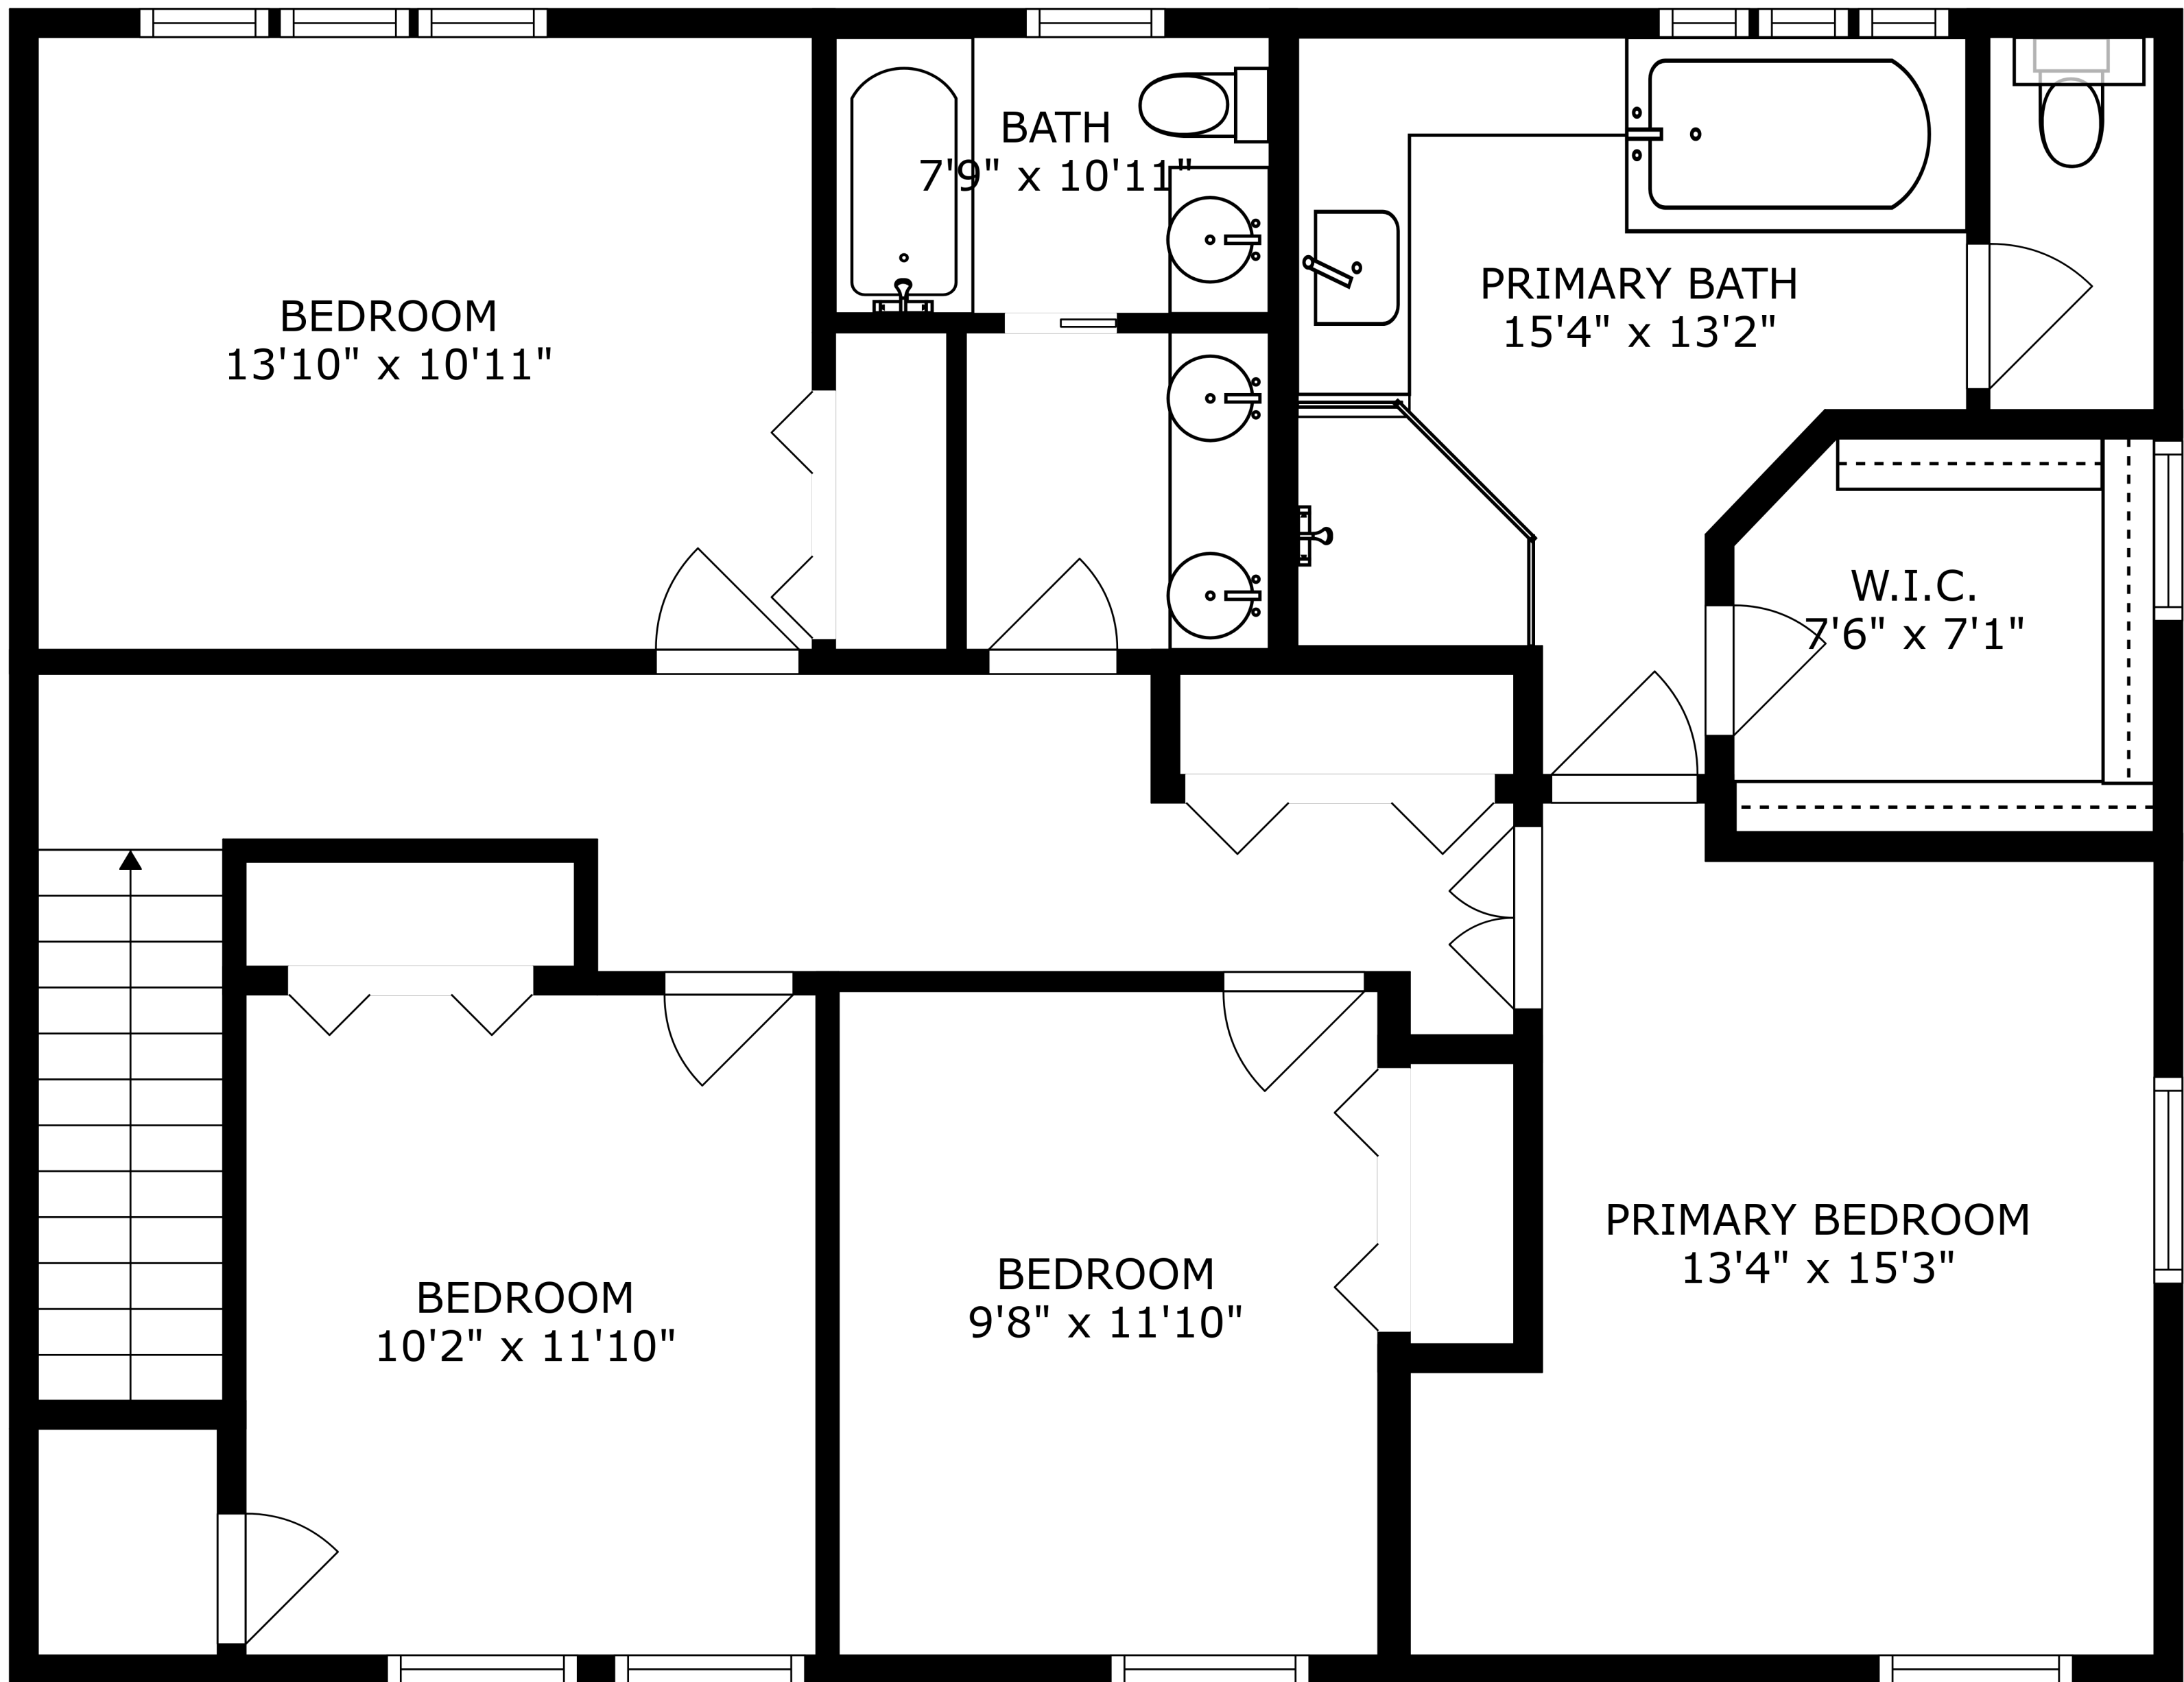 BATH
7'9" x 10'11"
PRIMARY BATH
15'4" x 13'2"
BEDROOM
13'10" x 10'11"
W.I.C.
7'6" x 7'1"
PRIMARY BEDROOM
13'4" x 15'3"
BEDROOM
9'8" x 11'10"
BEDROOM
10'2" x 11'10"